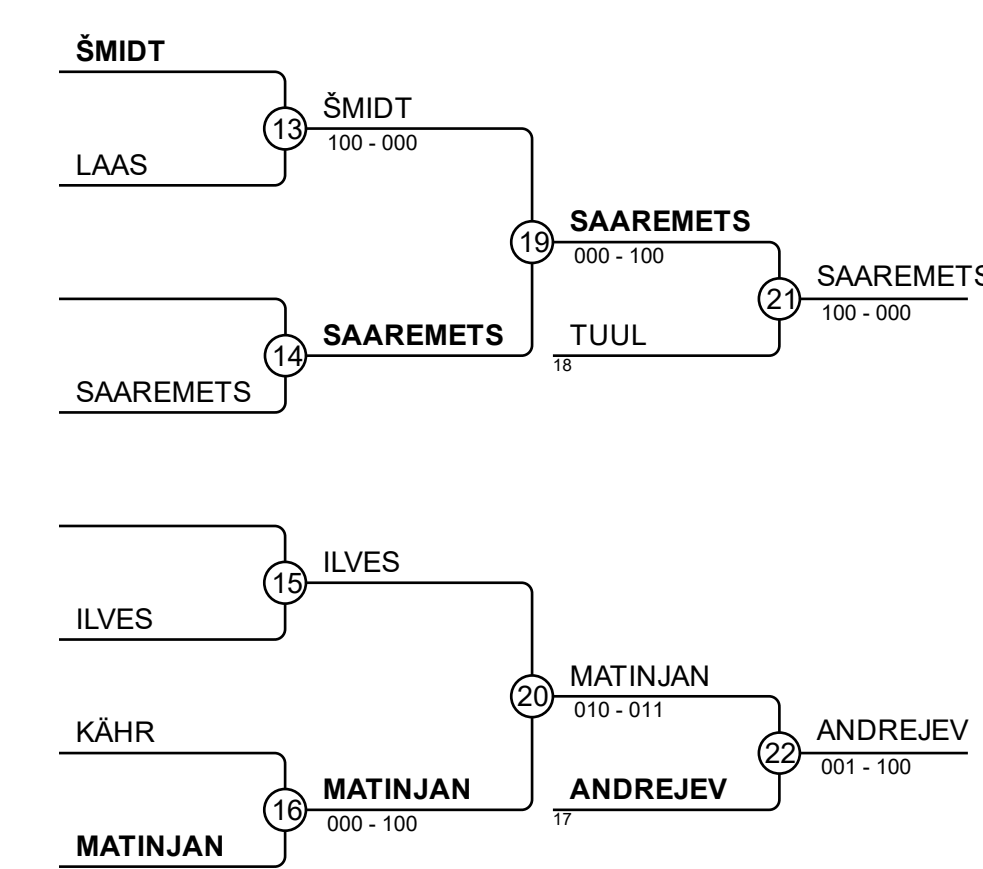 ŠMIDT
13
ŠMIDT
100 - 000
LAAS
19
SAAREMETS
000 - 100
21
SAAREMETS
100 - 000
14
SAAREMETS
TUUL
18
SAAREMETS
15
ILVES
ILVES
20
MATINJAN
010 - 011
KÄHR
22
ANDREJEV
001 - 100
16
MATINJAN
000 - 100
ANDREJEV
17
MATINJAN